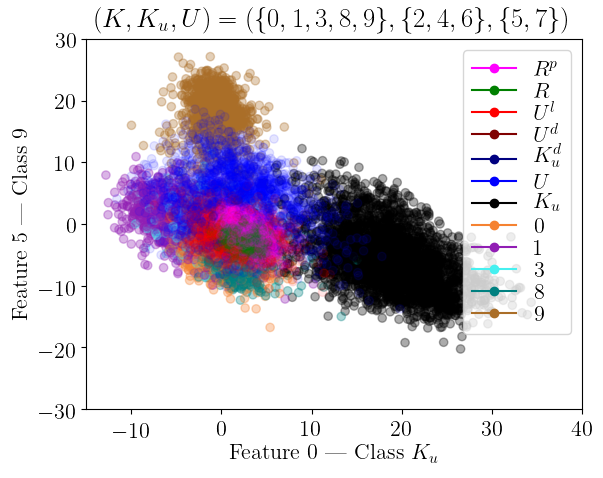 (K, K_u, U) = ({0, 1, 3, 8, 9}, {2, 4, 6}, {5, 7})
Feature 5 — Class 9
30
20
10
0
−10
−20
−30
−10
0
10
20
30
40
Feature 0 — Class K_u
R^p
R
U^l
U^d
K_u^d
U
K_u
0
1
3
8
9